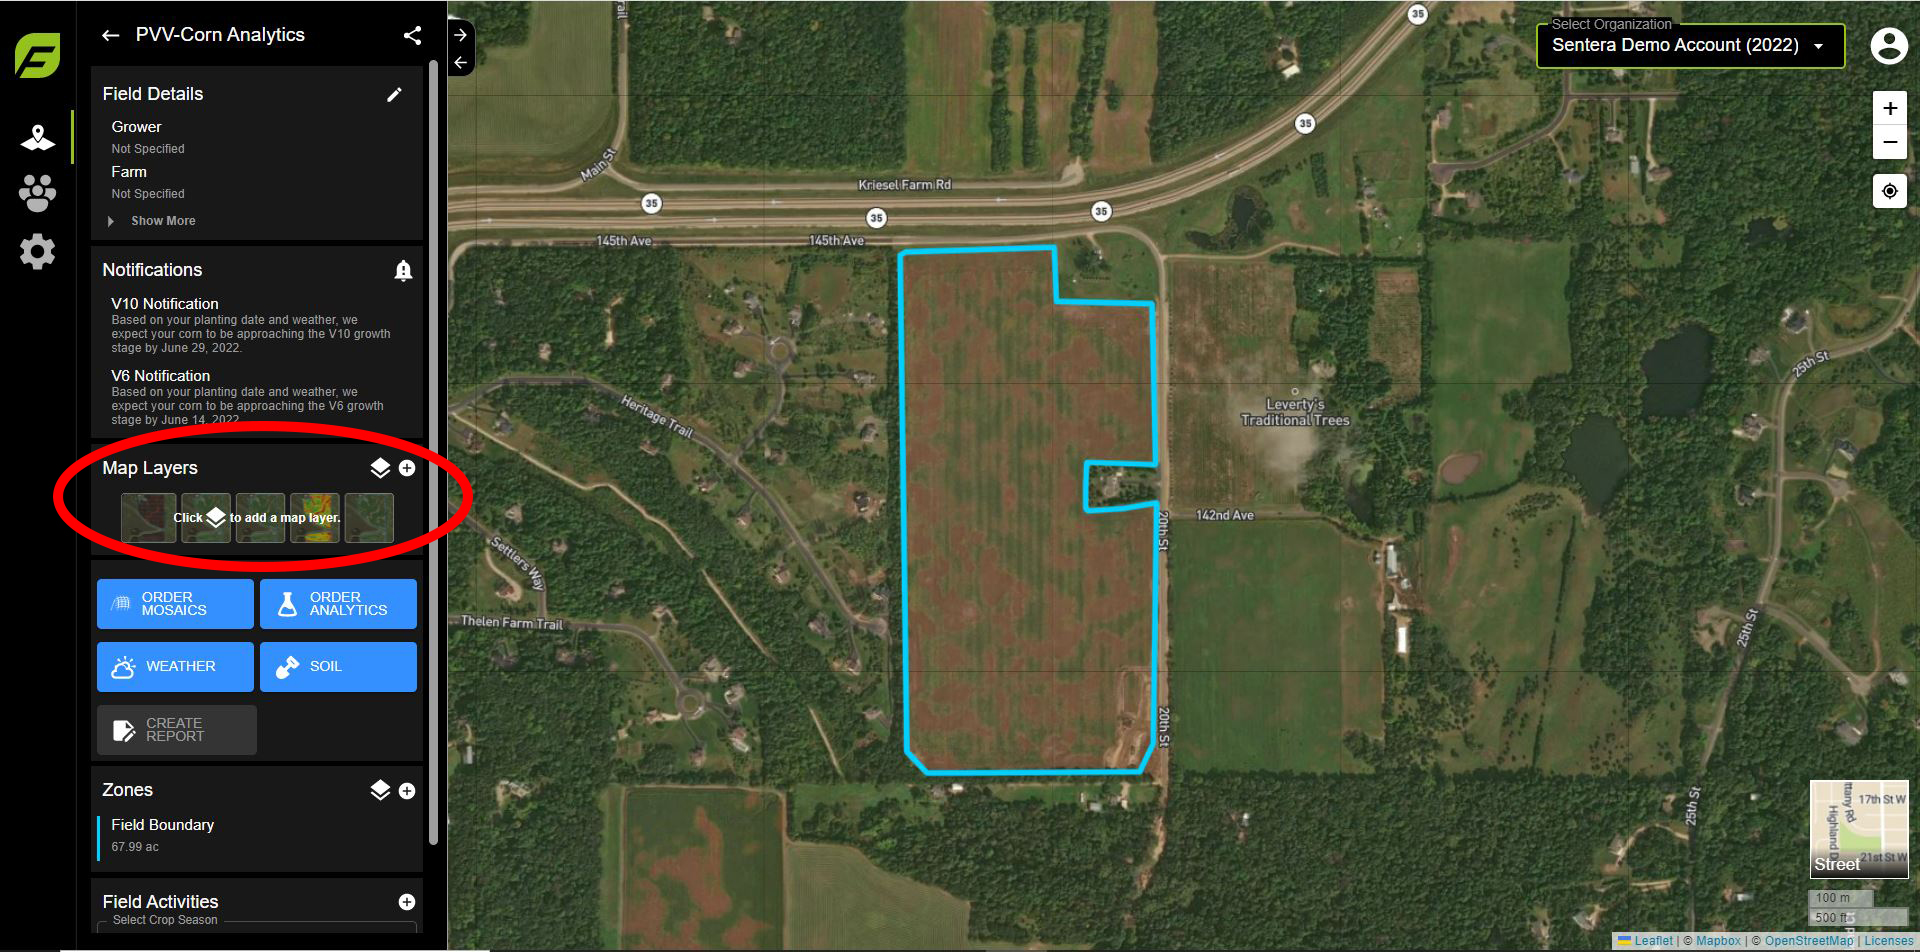 PVV-Corn Analytics
Field Details
Grower
Not Specified
Farm
Not Specified
Show More
Notifications
V10 Notification
Based on your planting date and weather, we
expect your corn to be approaching the V10 growth
stage by June 29, 2022.
V6 Notification
Based on your planting date and weather, we
expect your corn to be approaching the V6 growth
stage by June 14, 2022.
Map Layers
Click to add a map layer.
ORDER
MOSAICS
ORDER
ANALYTICS
WEATHER
SOIL
CREATE
REPORT
Zones
Field Boundary
67.99 ac
Field Activities
Select Crop Season
Select Organization
Sentera Demo Account (2022)
+
−
35
35
Main St
Kriesel Farm Rd
35
35
35
145th Ave
145th Ave
Heritage Trail
Leverty's
Traditional Trees
25th St
Settlers Way
142nd Ave
20th St
Thelen Farm Trail
25th St
20th St
25th St
17th St W
Highland D
21st St W
Street
100 m
500 ft
Leaflet | © Mapbox | © OpenStreetMap | Licenses